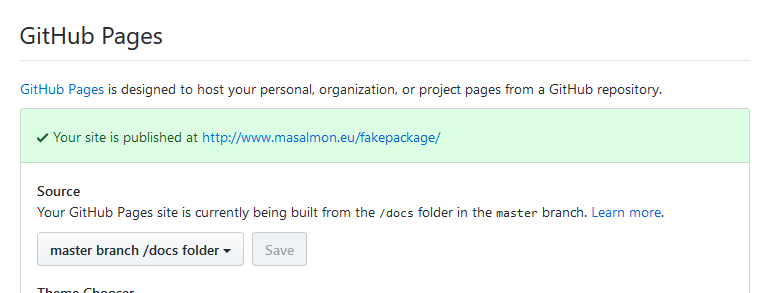 GitHub Pages
GitHub Pages is designed to host your personal, organization, or project pages from a GitHub repository.
Your site is published at http://www.masalmon.eu/fakepackage/
Source
Your GitHub Pages site is currently being built from the /docs folder in the master branch. Learn more.
master branch /docs folder Save
Theme Chooser